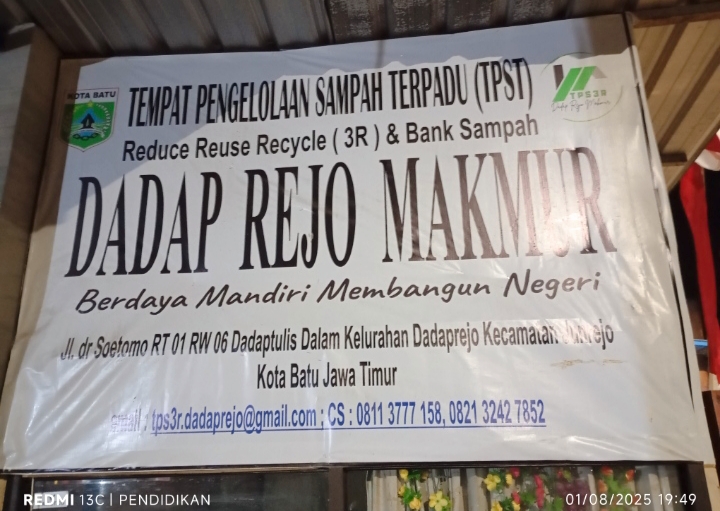 KOTA BATU
TEMPAT PENGELOLAAN SAMPAH TERPADU (TPST)
TPS3R
Reduce Reuse Recycle ( 3R ) & Bank Sampah
DADAP REJO MAKMUR
Berdaya Mandiri Membangun Negeri
Jl. dr Soetomo RT 01 RW 06 Dadaptulis Dalam Kelurahan Dadaprejo Kecamatan
Kota Batu Jawa Timur
email : tps3r.dadaprejo@gmail.com ; CS : 0811 3777 158, 0821 3242 7852
REDMI 13C | PENDIDIKAN
01/08/2025 19:49